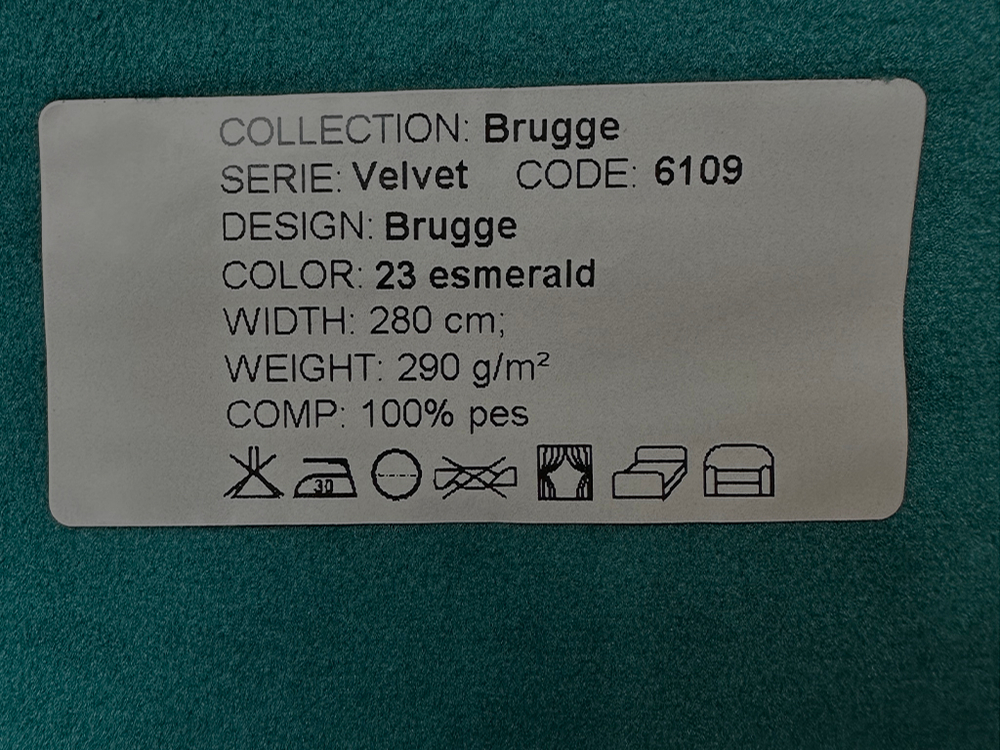 COLLECTION: Brugge
SERIE: Velvet CODE: 6109
DESIGN: Brugge
COLOR: 23 esmerald
WIDTH: 280 cm;
WEIGHT: 290 g/m²
COMP: 100% pes
30